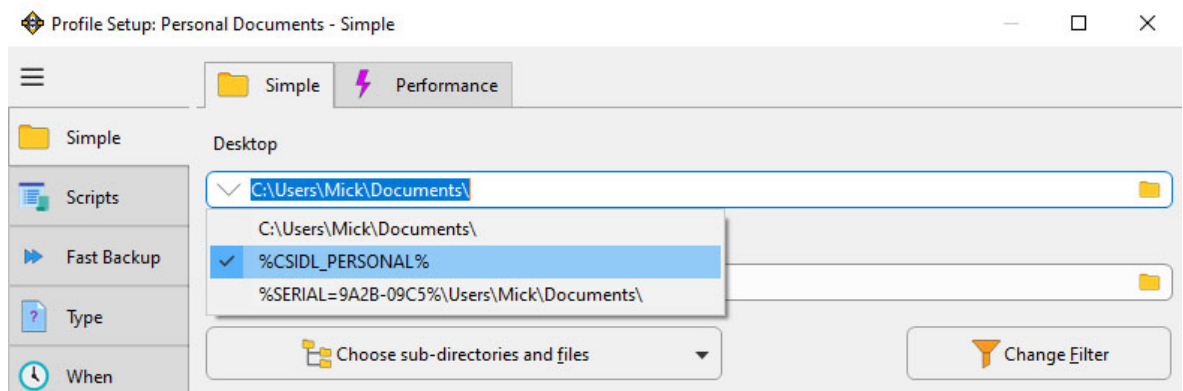 Profile Setup: Personal Documents - Simple
Simple
Performance
Simple
Desktop
Scripts
C:\Users\Mick\Documents\
C:\Users\Mick\Documents\
Fast Backup
%CSIDL_PERSONAL%
%SERIAL=9A2B-09C5%\Users\Mick\Documents\
Type
Choose sub-directories and files
Change Filter
When